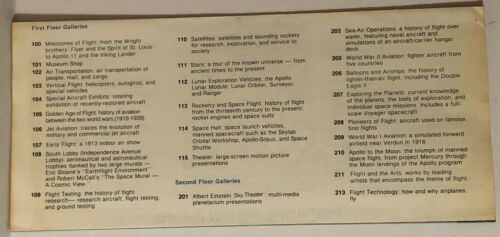 First Floor Galleries
100 Milestones of Flight: from the Wright
brothers' Flyer and the Spirit of St. Louis
to Apollo 11 and the Viking Lander
101 Museum Shop
102 Air Transportation: air transportation of
people, mail, and cargo
103 Vertical Flight: helicopters, autogiros, and
special vehicles
104 Special Aircraft Exhibits: rotating
exhibition of recently-restored aircraft
105 Golden Age of Flight: history of aviation
between the two world wars (1919-1939)
106 Jet Aviation: traces the evolution of
military and commercial jet aircraft
107 Early Flight: a 1913 indoor air show
108 South Lobby (Independence Avenue
Lobby): aeronautical and astronautical
trophies flanked by two large murals —
Eric Sloane's "Earthflight Environment"
and Robert McCall's "The Space Mural —
A Cosmic View."
109 Flight Testing: the history of flight
research— research aircraft, flight testing,
and ground testing
110 Satellites: satellites and sounding rockets
for research, exploration, and service to
society
111 Stars: a tour of the known universe — from
ancient times to the present
112 Lunar Exploration Vehicles: the Apollo
Lunar Module, Lunar Orbiter, Surveyor,
and Ranger
113 Rocketry and Space Flight: history of flight
from the thirteenth century to the present;
rocket engines and space suits
114 Space Hall: space launch vehicles,
manned spacecraft such as the Skylab
Orbital Workshop, Apollo-Soyuz, and Space
Shuttle
115 Theater: large-screen motion picture
presentations
Second Floor Galleries
201 Albert Einstein Sky Theater: multi-media
planetarium presentations
203 Sea-Air Operations: a history of flight over
water, featuring naval aircraft and
simulations of an aircraft-carrier hangar
deck
205 World War II Aviation: fighter aircraft from
five countries
206 Balloons and Airships: the history of
lighter-than-air flight, including the Double
Eagle II
207 Exploring the Planets: current knowledge
of the planets, the tools of exploration, and
individual space missions. Includes a full-
scale Voyager spacecraft
208 Pioneers of Flight: aircraft used on famous
first flights
209 World War I Aviation: a simulated forward
airfield near Verdun in 1918
210 Apollo to the Moon: the triumph of manned
space flight, from project Mercury through
the Moon landings of the Apollo program
211 Flight and the Arts: works by leading
artists that encompass the theme of flight
213 Flight Technology: how and why airplanes
fly